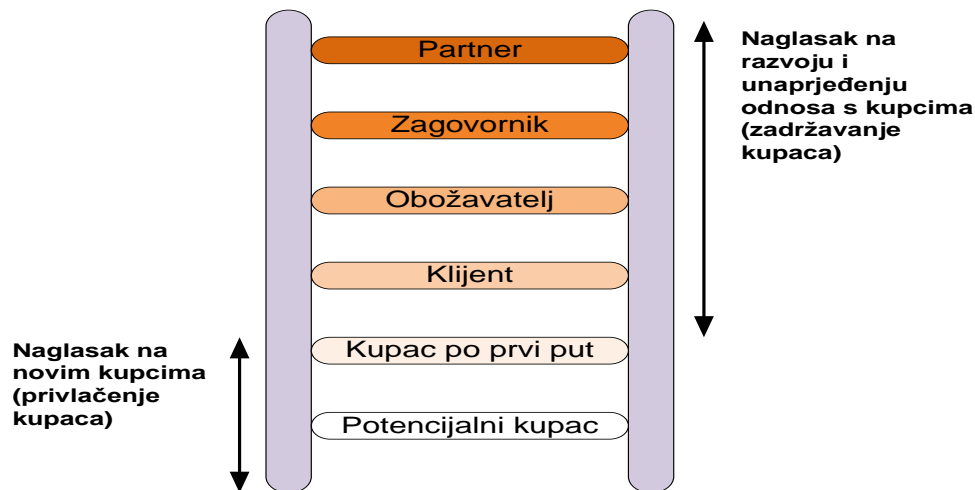 Partner
Zagovornik
Obožavatelj
Klijent
Kupac po prvi put
Potencijalni kupac
Naglasak na
razvoju i
unaprjeđenju
odnosa s kupcima
(zadržavanje
kupaca)
Naglasak na
novim kupcima
(privlačenje
kupaca)